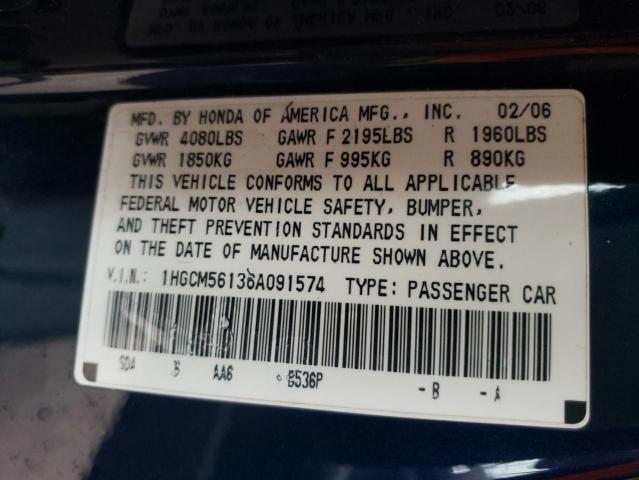 MFD. BY HONDA OF AMERICA MFG., INC. 02/06
GVWR 4080LBS GAWR F 2195LBS R 1960LBS
GVWR 1850KG GAWR F 995KG R 890KG
THIS VEHICLE CONFORMS TO ALL APPLICABLE
FEDERAL MOTOR VEHICLE SAFETY, BUMPER,
AND THEFT PREVENTION STANDARDS IN EFFECT
ON THE DATE OF MANUFACTURE SHOWN ABOVE.
V.I.N.: 1HGCM56136A091574 TYPE: PASSENGER CAR
SDA AA6 B536P -B -A